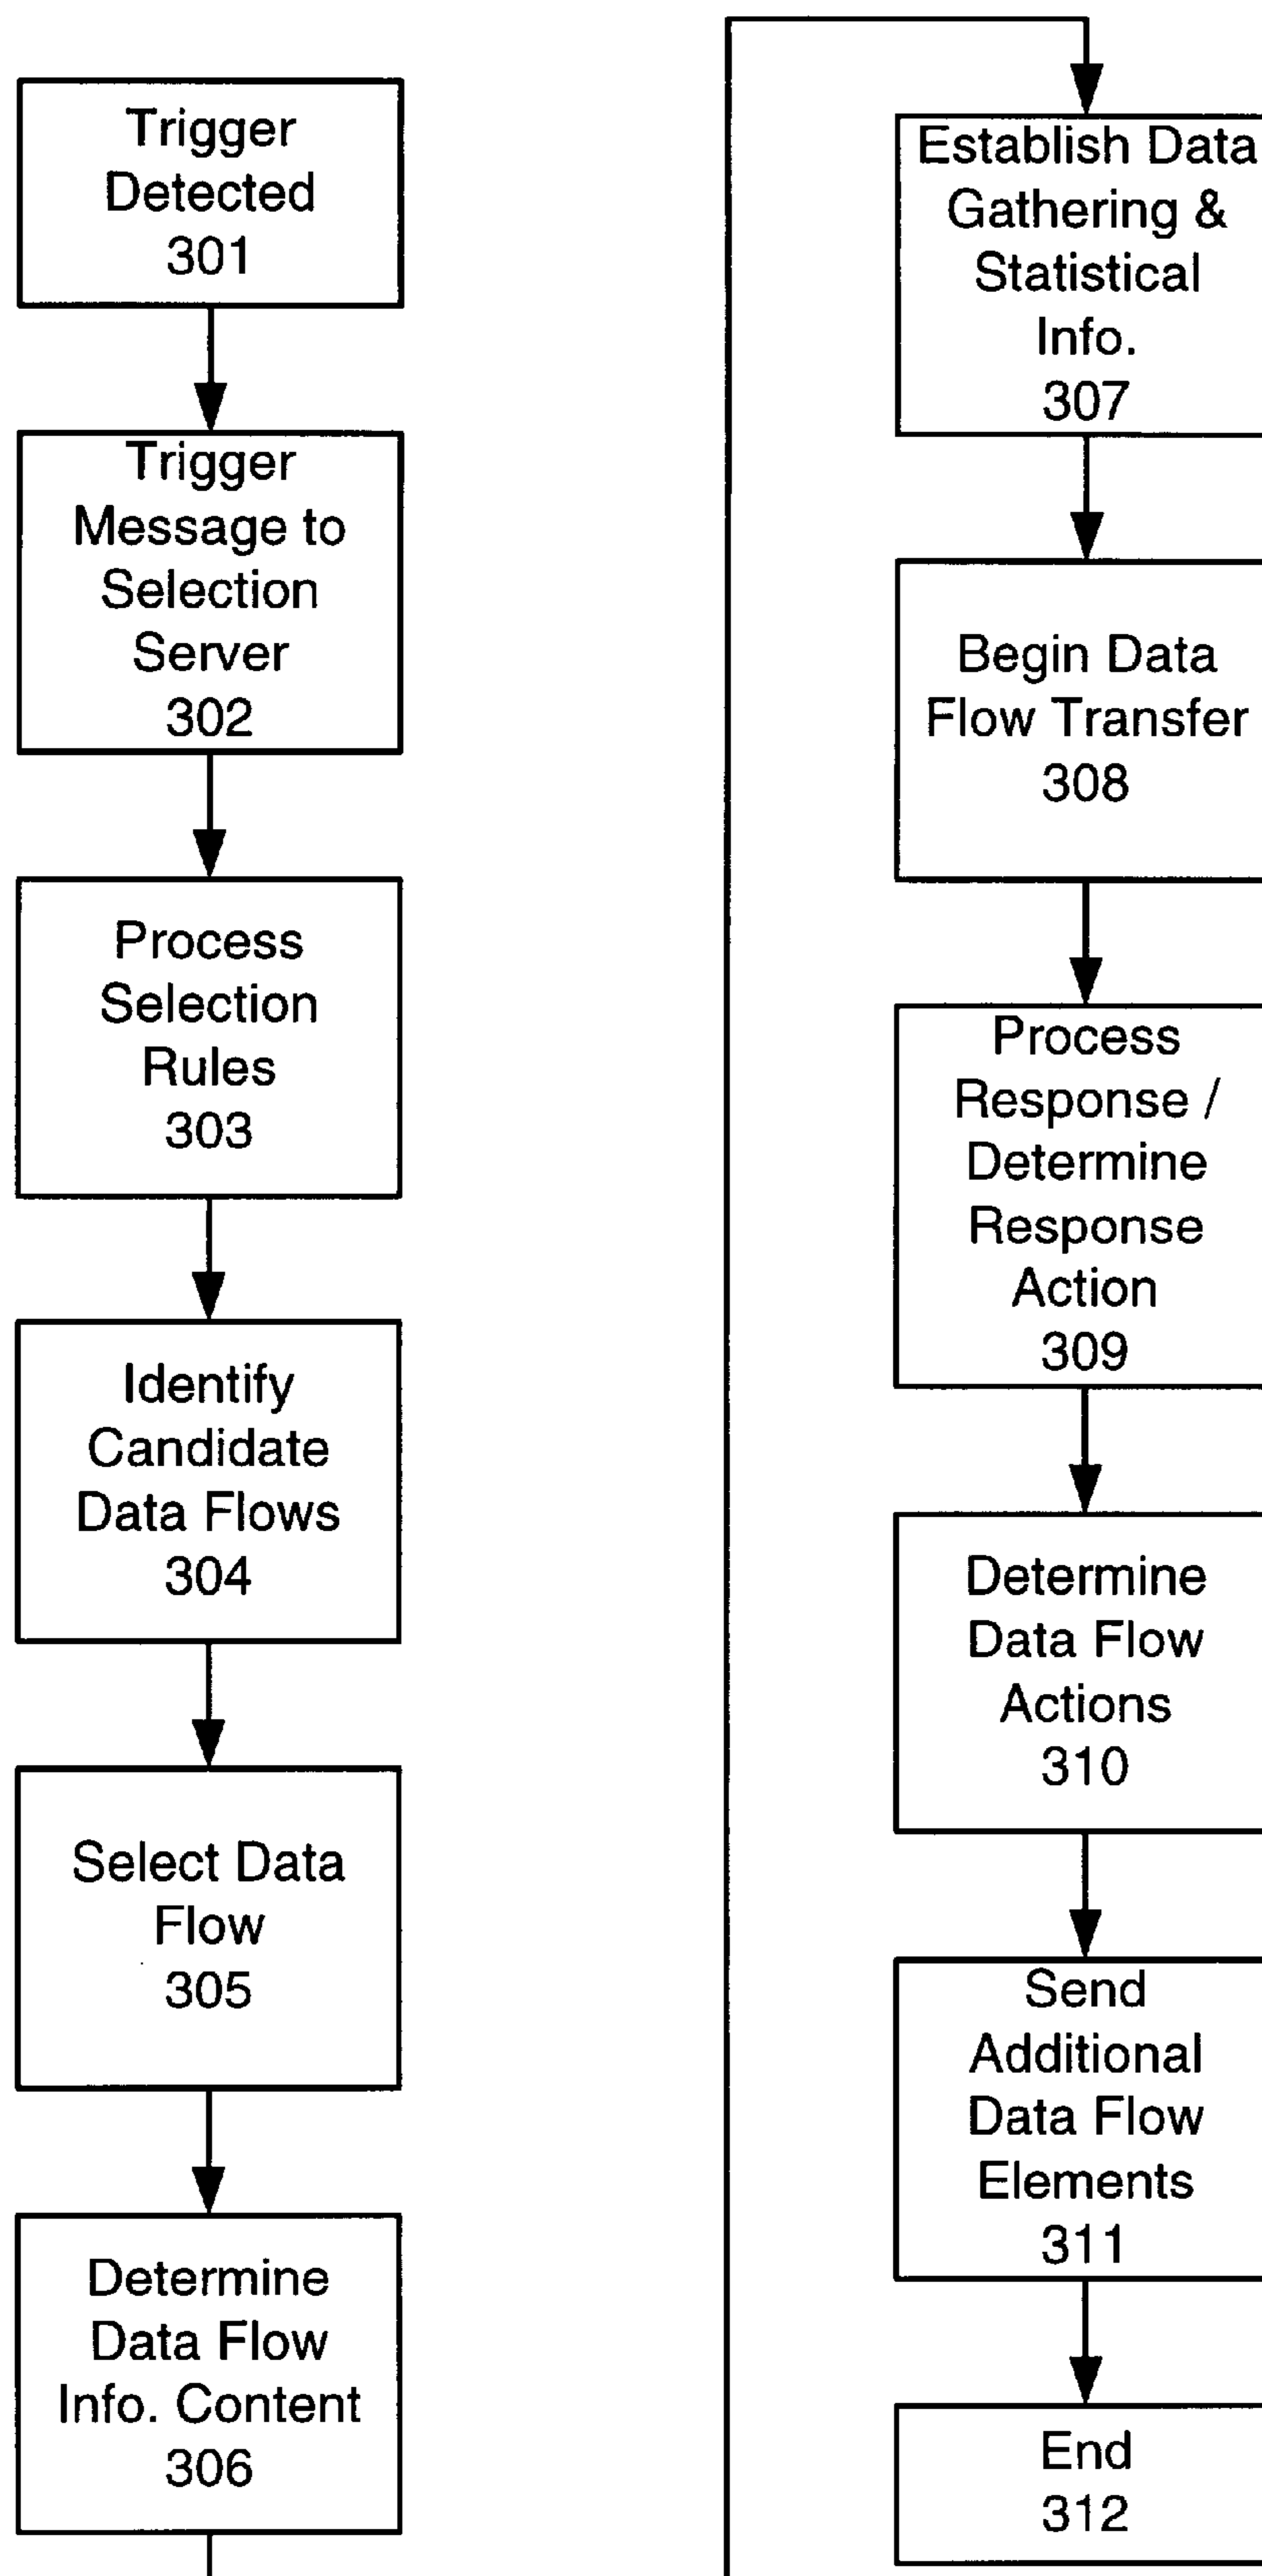 Trigger
Detected
301
Trigger
Message to
Selection
Server
302
Process
Selection
Rules
303
Identify
Candidate
Data Flows
304
Select Data
Flow
305
Determine
Data Flow
Info. Content
306
Establish Data
Gathering &
Statistical
Info.
307
Begin Data
Flow Transfer
308
Process
Response /
Determine
Response
Action
309
Determine
Data Flow
Actions
310
Send
Additional
Data Flow
Elements
311
End
312